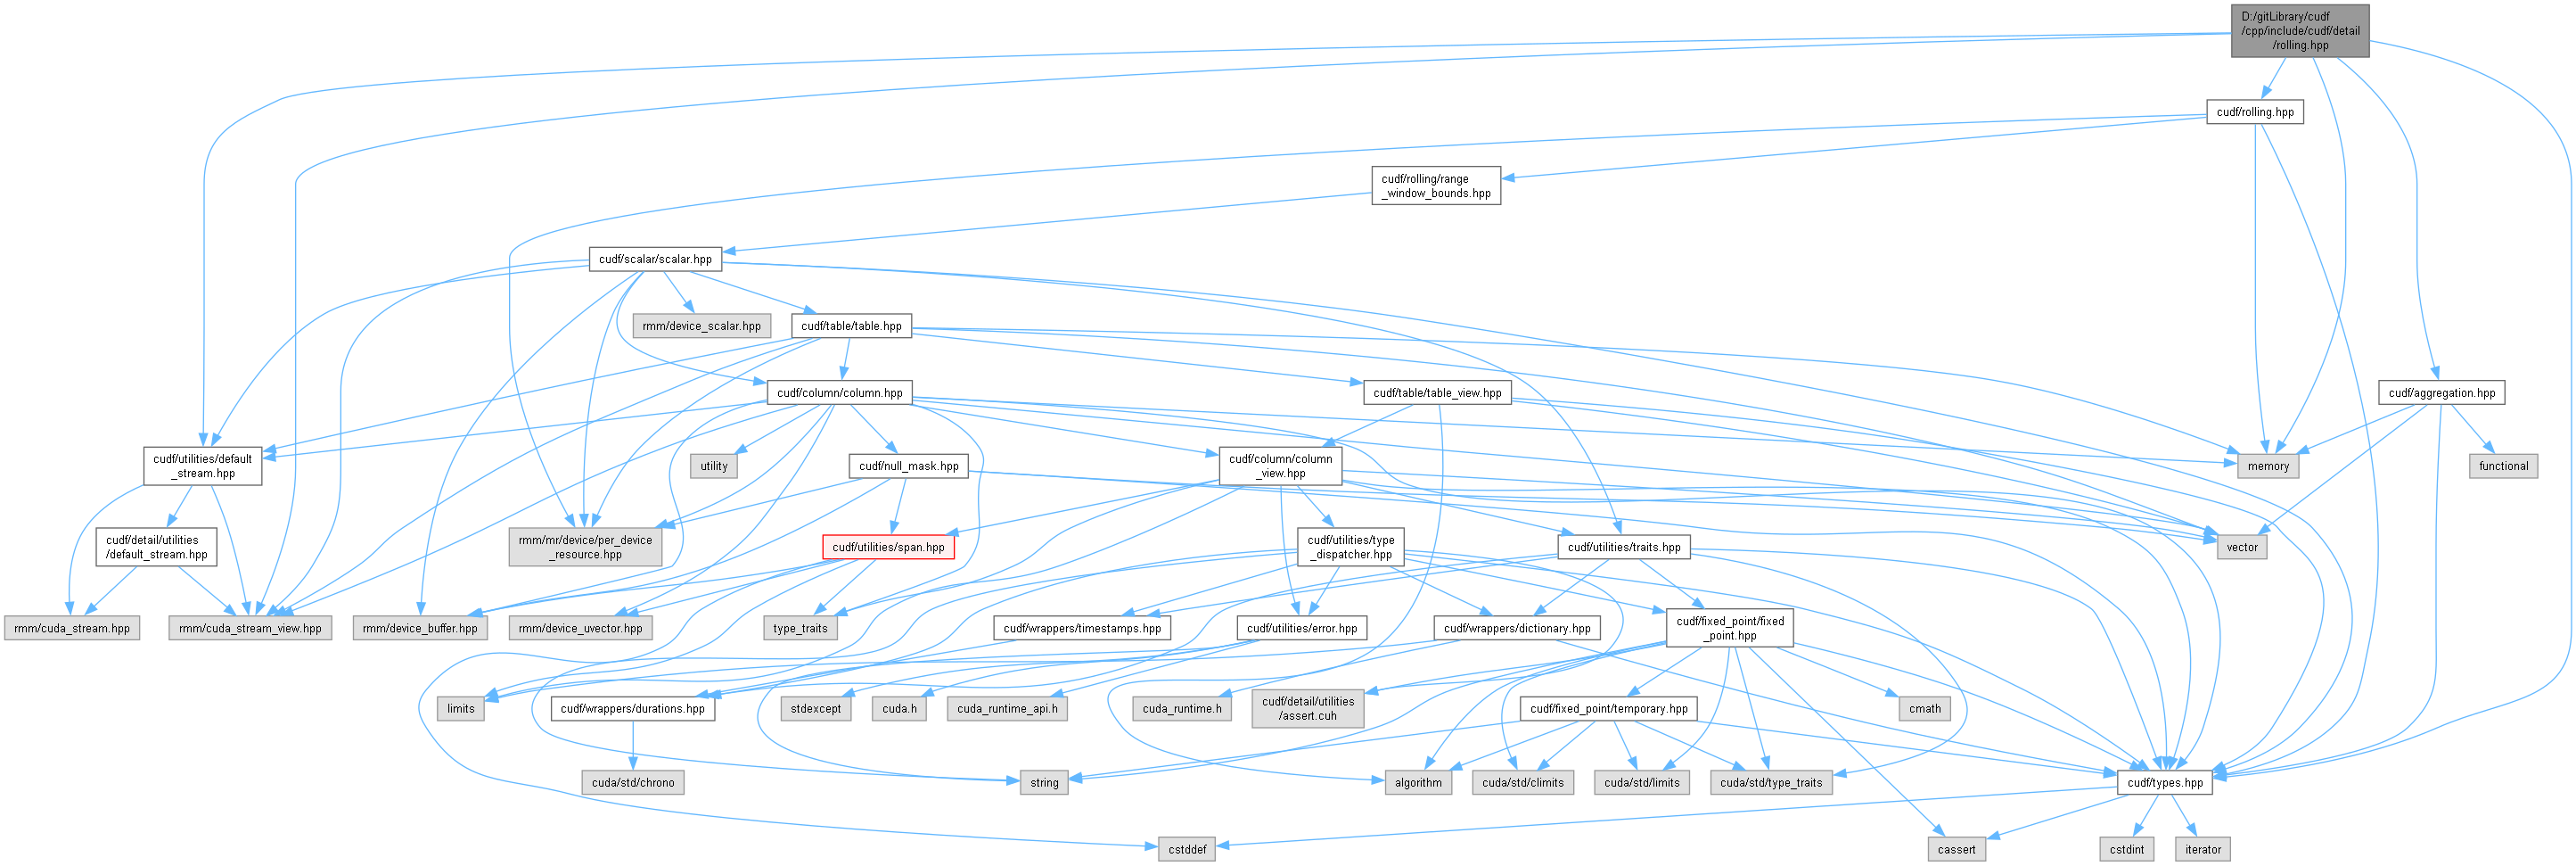 D:/gitLibrary/cudf
/cpp/include/cudf/detail
/rolling.hpp
cudf/rolling.hpp
cudf/rolling/range
_window_bounds.hpp
cudf/scalar/scalar.hpp
rmm/device_scalar.hpp
cudf/table/table.hpp
cudf/column/column.hpp
cudf/table/table_view.hpp
cudf/aggregation.hpp
cudf/utilities/default
_stream.hpp
utility
cudf/null_mask.hpp
cudf/column/column
_view.hpp
memory
functional
cudf/detail/utilities
/default_stream.hpp
rmm/mr/device/per_device
_resource.hpp
cudf/utilities/span.hpp
cudf/utilities/type
_dispatcher.hpp
cudf/utilities/traits.hpp
vector
rmm/cuda_stream.hpp
rmm/cuda_stream_view.hpp
rmm/device_buffer.hpp
rmm/device_uvector.hpp
type_traits
cudf/wrappers/timestamps.hpp
cudf/utilities/error.hpp
cudf/wrappers/dictionary.hpp
cudf/fixed_point/fixed
_point.hpp
limits
cudf/wrappers/durations.hpp
stdexcept
cuda.h
cuda_runtime_api.h
cuda_runtime.h
cudf/detail/utilities
/assert.cuh
cudf/fixed_point/temporary.hpp
cmath
cuda/std/chrono
string
algorithm
cuda/std/climits
cuda/std/limits
cuda/std/type_traits
cudf/types.hpp
cstddef
cassert
cstdint
iterator